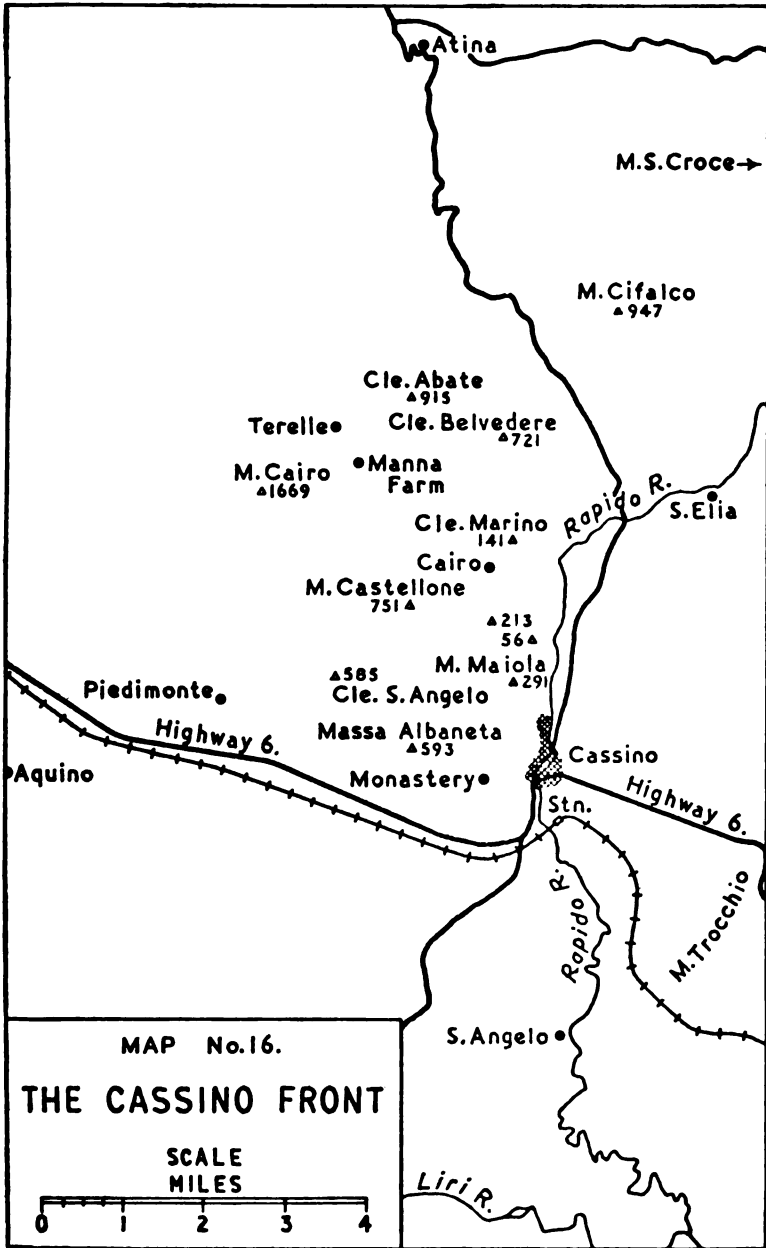 Atina
M.S.Croce
M. Cifalco
947
Cle. Abate
915
Terelle
Cle. Belvedere
721
Manna
Farm
M. Cairo
1669
Rapido R.
S.Elia
Cle. Marino
141
Cairo
M. Castellone
751
213
56
M. Maiola
291
585
Cle. S.Angelo
Piedimonte
Highway 6.
Massa Albaneta
593
Cassino
Aquino
Monastery
Highway 6.
Stn.
Rapido R.
M.Trocchio
S.Angelo
Liri R.
MAP No.16.
THE CASSINO FRONT
SCALE
MILES
0 1 2 3 4